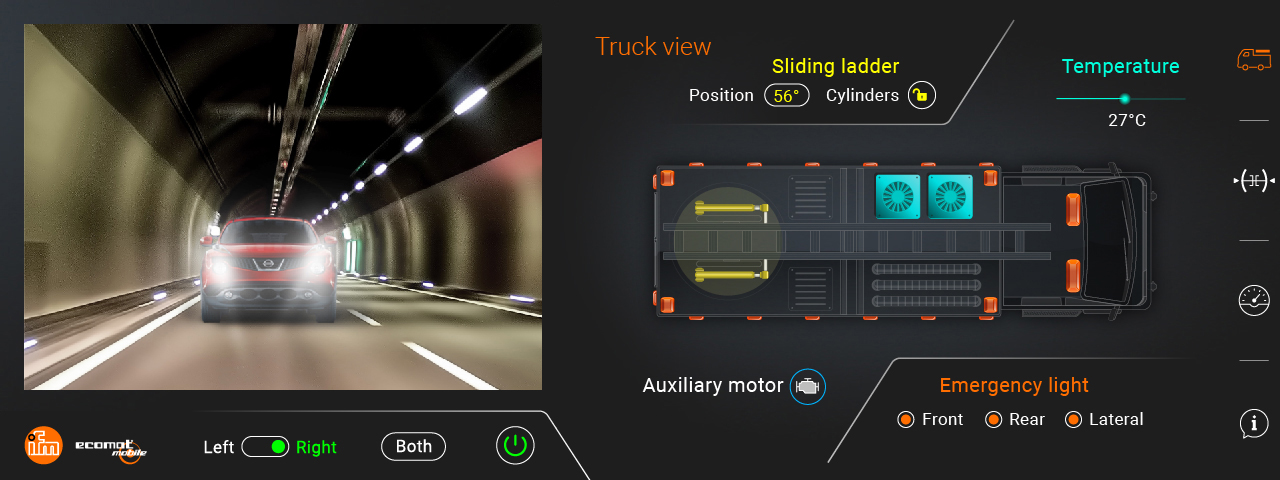 Truck view
Sliding ladder
Position 56° Cylinders
Temperature
27°C
Auxiliary motor
Emergency light
Front Rear Lateral
ifm ecomat mobile
Left Right Both